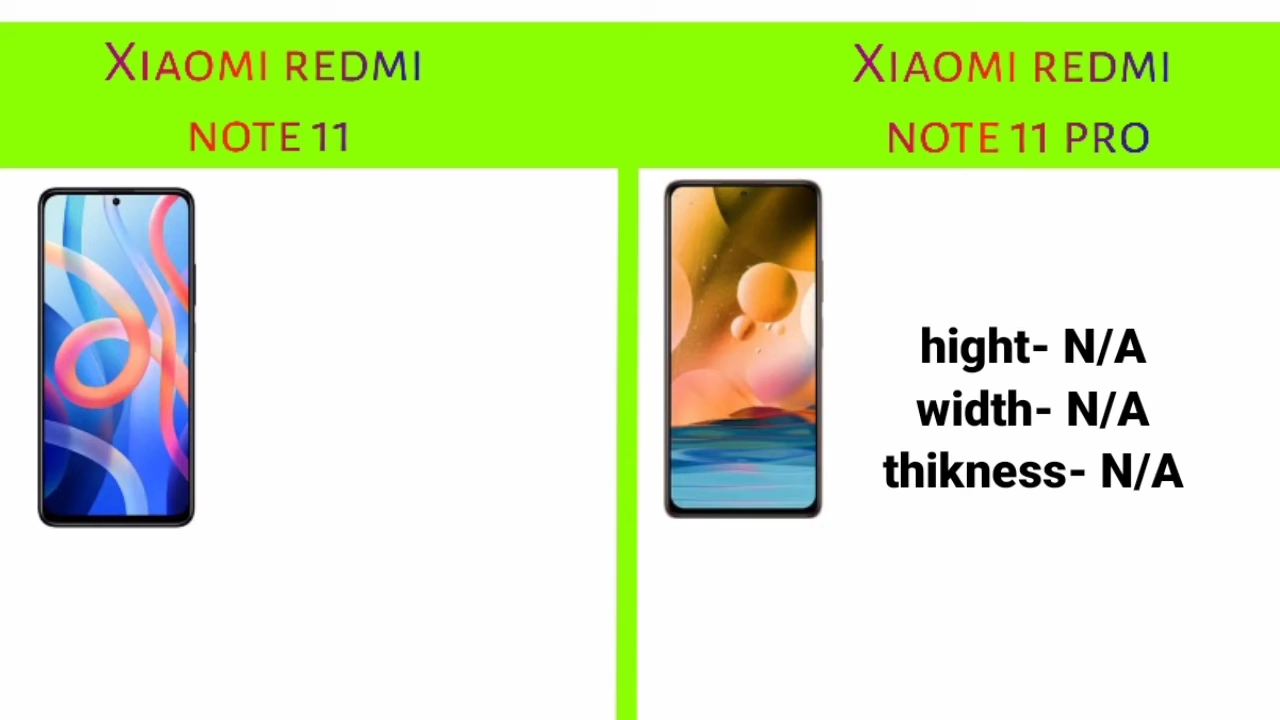 Xiaomi redmi
note 11
Xiaomi redmi
note 11 pro
hight- N/A
width- N/A
thikness- N/A